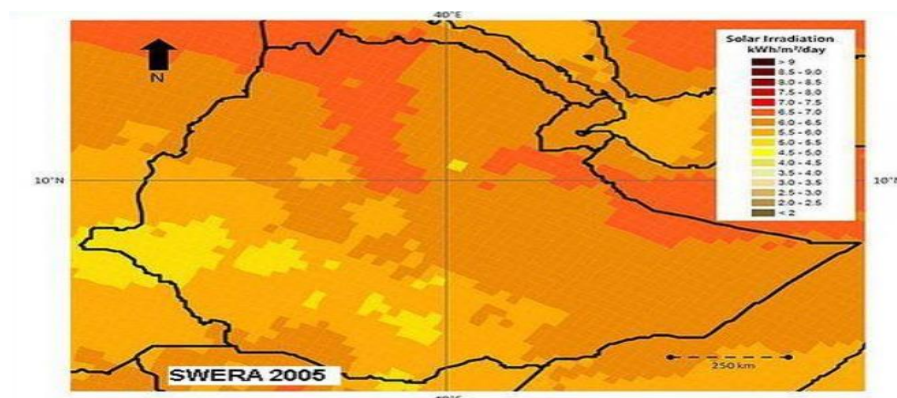 40°E
Solar Irradiation
kWh/m²/day
> 9
8.5 - 9.0
8.0 - 8.5
7.5 - 8.0
7.0 - 7.5
6.5 - 7.0
6.0 - 6.5
5.5 - 6.0
5.0 - 5.5
4.5 - 5.0
4.0 - 4.5
3.5 - 4.0
3.0 - 3.5
2.5 - 3.0
2.0 - 2.5
< 2
N
10°N
SWERA 2005
250 km